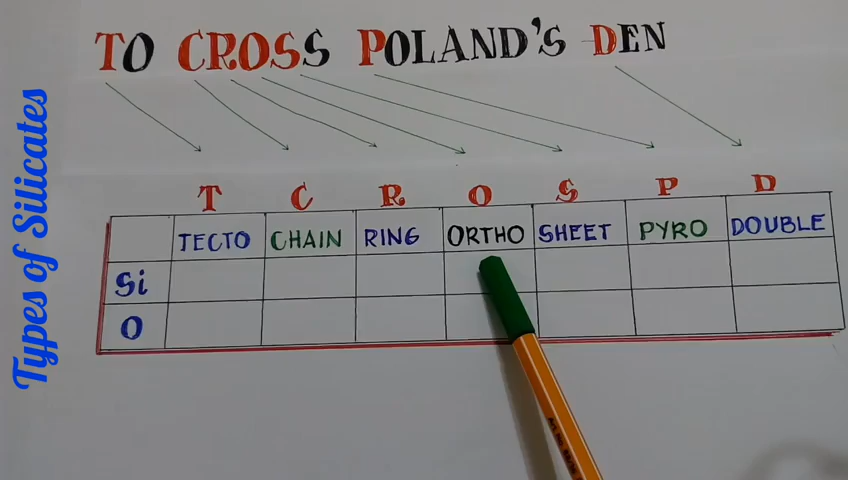 TO CROSS POLAND'S DEN
Types of Silicates
T C R O S P D
TECTO CHAIN RING ORTHO SHEET PYRO DOUBLE
Si
O